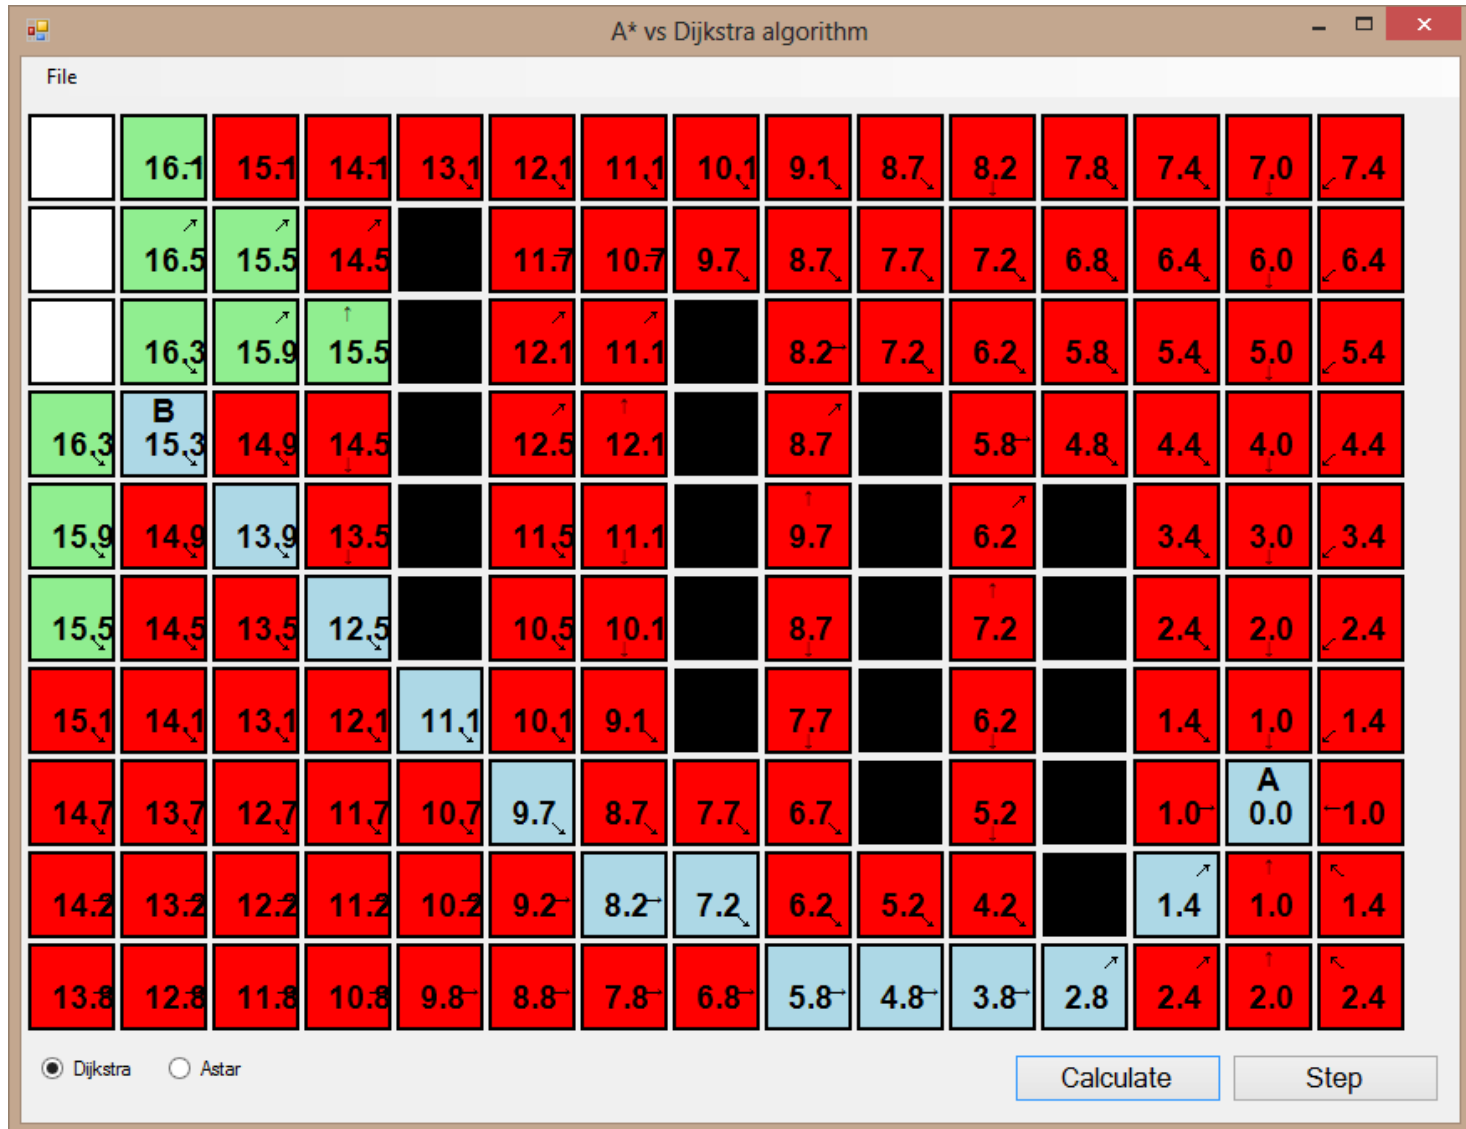 A* vs Dijkstra algorithm
File
16.1 15.1 14.1 13.1 12.1 11.1 10.1 9.1 8.7 8.2 7.8 7.4 7.0 7.4
16.5 15.5 14.5 11.7 10.7 9.7 8.7 7.7 7.2 6.8 6.4 6.0 6.4
16.3 15.9 15.5 12.1 11.1 8.2 7.2 6.2 5.8 5.4 5.0 5.4
B
16.3 15.3 14.9 14.5 12.5 12.1 8.7 5.8 4.8 4.4 4.0 4.4
15.9 14.9 13.9 13.5 11.5 11.1 9.7 6.2 3.4 3.0 3.4
15.5 14.5 13.5 12.5 10.5 10.1 8.7 7.2 2.4 2.0 2.4
15.1 14.1 13.1 12.1 11.1 10.1 9.1 7.7 6.2 1.4 1.0 1.4
A
14.7 13.7 12.7 11.7 10.7 9.7 8.7 7.7 6.7 5.2 1.0 0.0 1.0
14.2 13.2 12.2 11.2 10.2 9.2 8.2 7.2 6.2 5.2 4.2 1.4 1.0 1.4
13.8 12.8 11.8 10.8 9.8 8.8 7.8 6.8 5.8 4.8 3.8 2.8 2.4 2.0 2.4
Dijkstra Astar Calculate Step